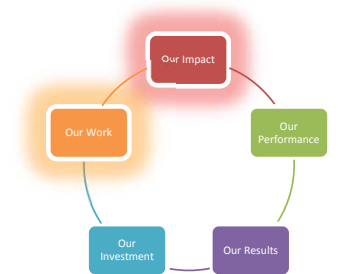 Our Impact
Our
Performance
Our Results
Our
Investment
Our Work